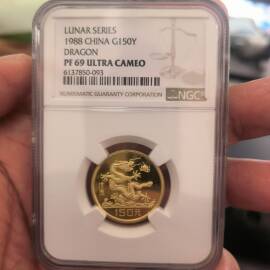 LUNAR SERIES
1988 CHINA G150Y
DRAGON
PF 69 ULTRA CAMEO
6137850-093
NUMISMATIC GUARANTY CORPORATION
NGC
150元